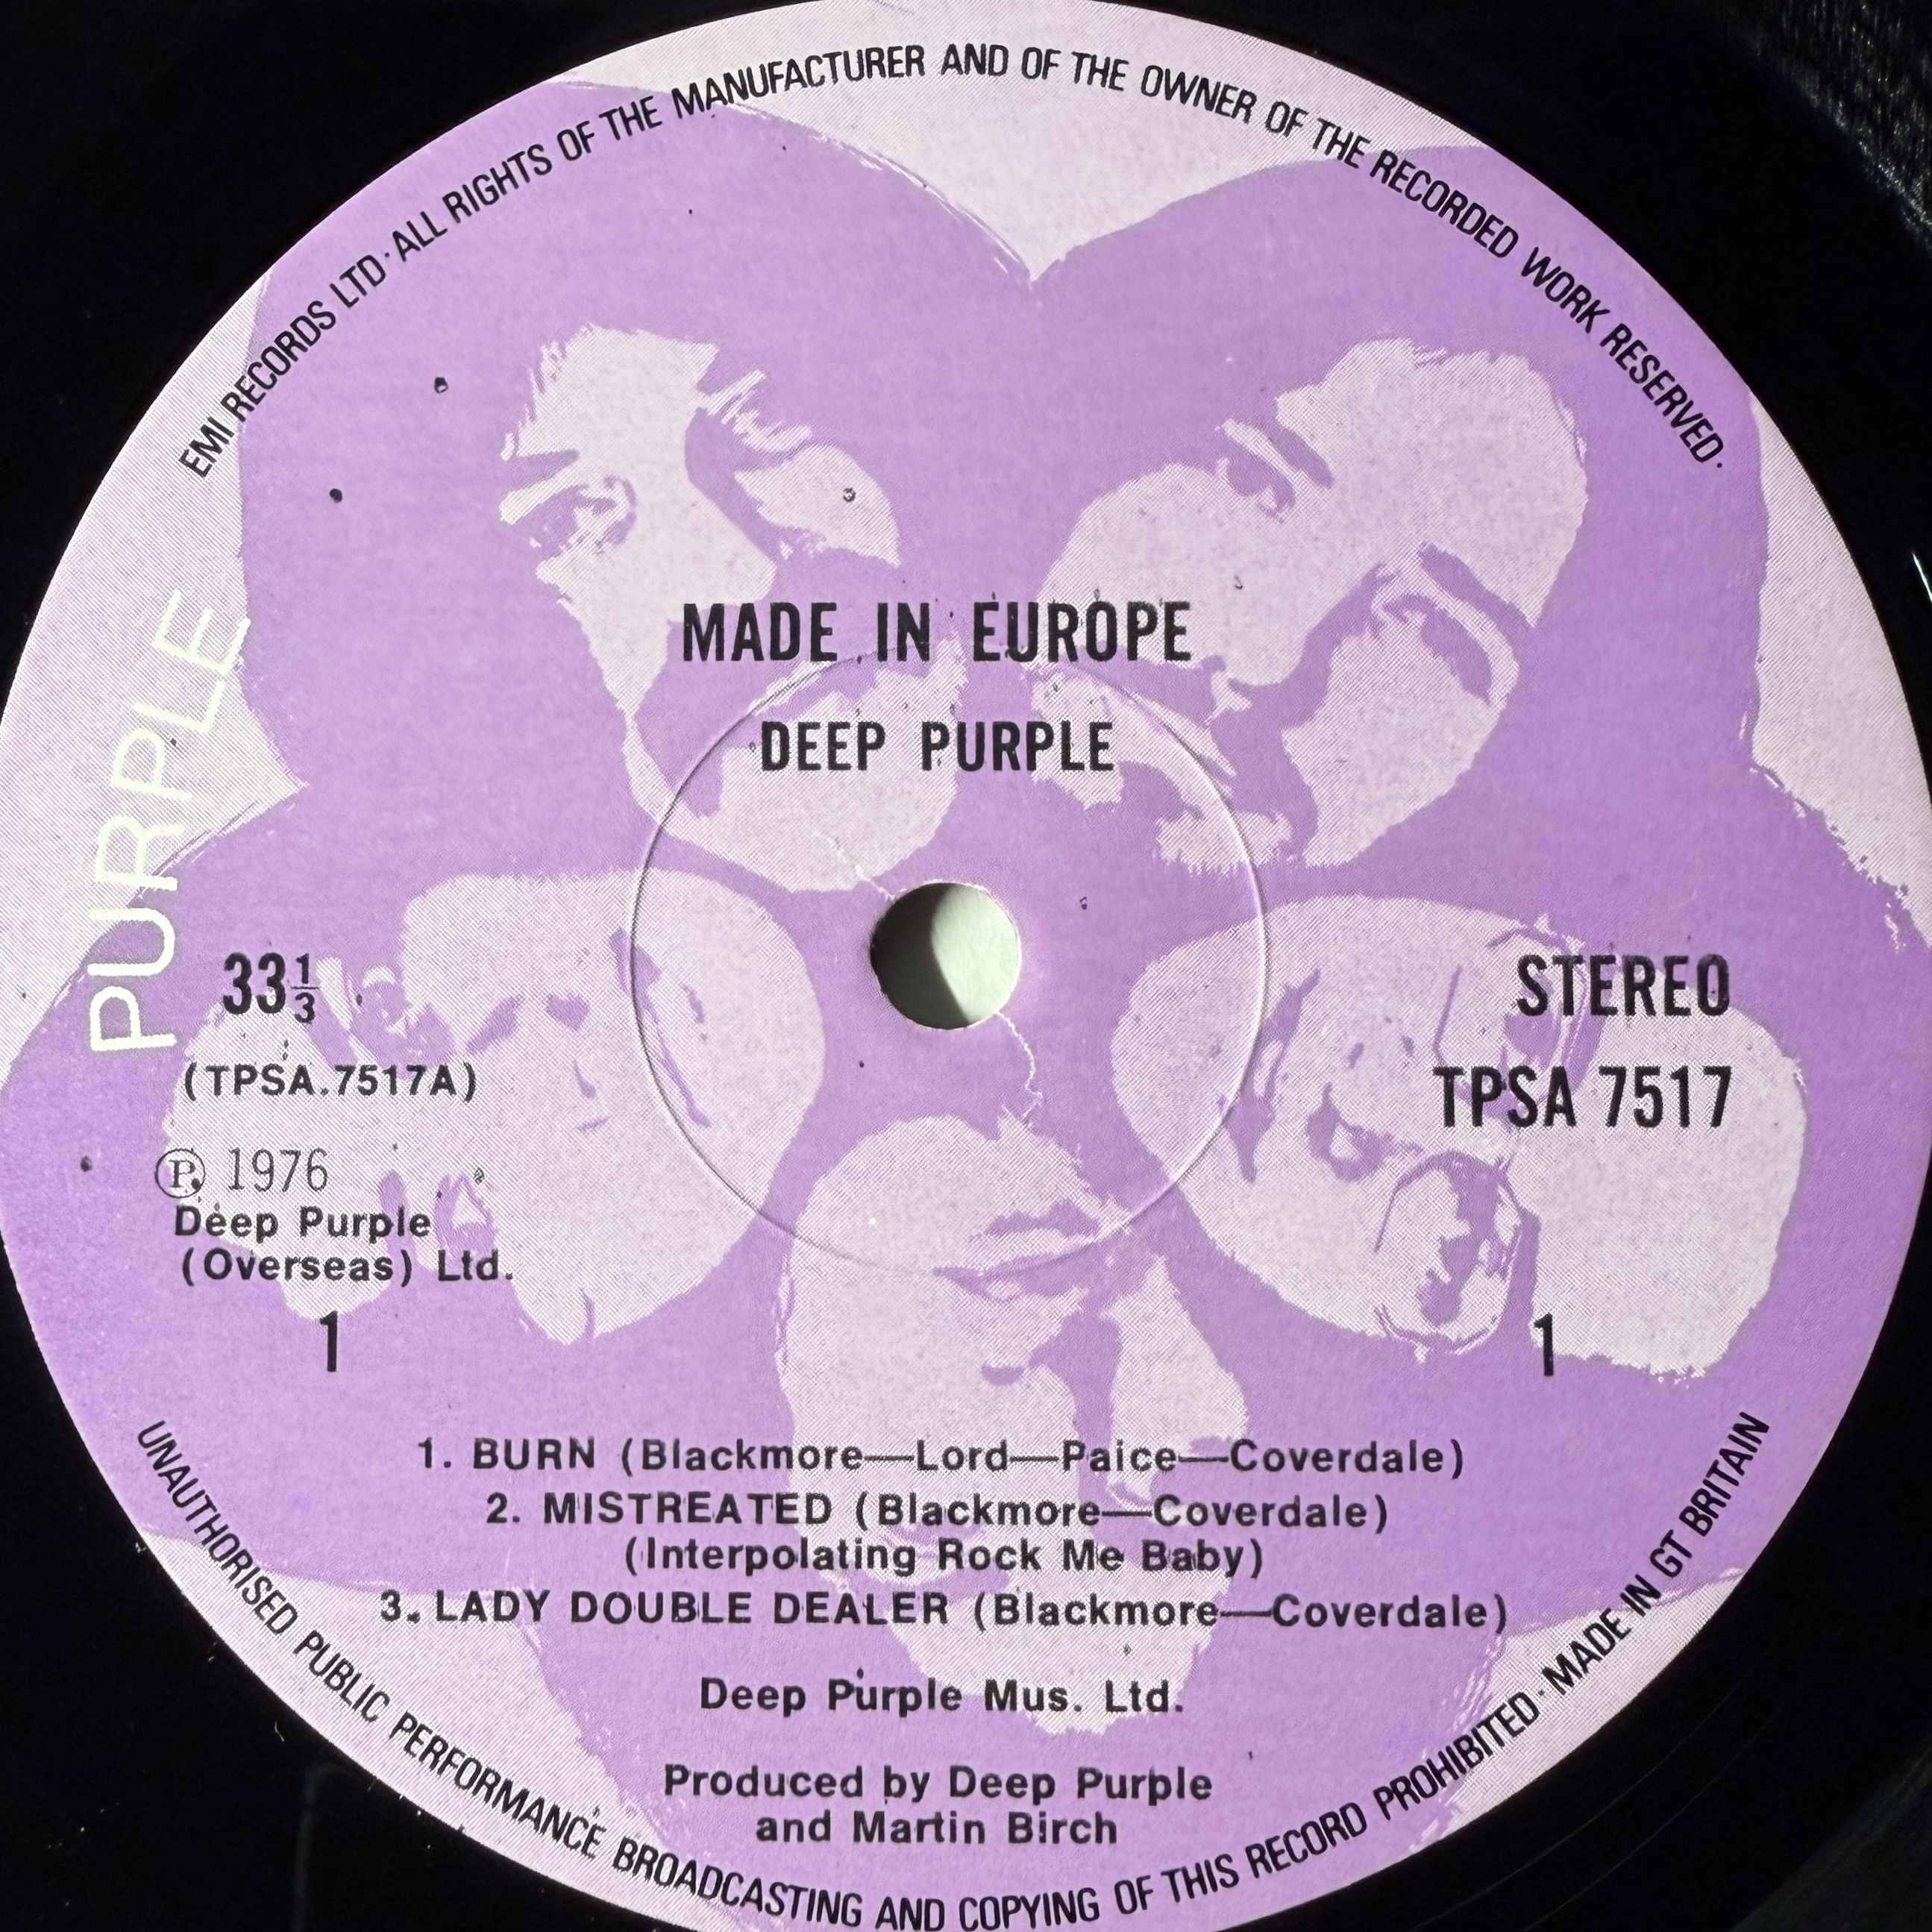 EMI RECORDS LTD · ALL RIGHTS OF THE MANUFACTURER AND OF THE OWNER OF THE RECORDED WORK RESERVED ·
PURPLE
MADE IN EUROPE
DEEP PURPLE
33 1/3
STEREO
(TPSA.7517A)
TPSA 7517
Ⓟ 1976
Deep Purple
(Overseas) Ltd.
1
1
1. BURN (Blackmore—Lord—Paice—Coverdale)
2. MISTREATED (Blackmore—Coverdale)
(Interpolating Rock Me Baby)
3. LADY DOUBLE DEALER (Blackmore—Coverdale)
Deep Purple Mus. Ltd.
Produced by Deep Purple
and Martin Birch
UNAUTHORISED PUBLIC PERFORMANCE BROADCASTING AND COPYING OF THIS RECORD PROHIBITED · MADE IN GT BRITAIN